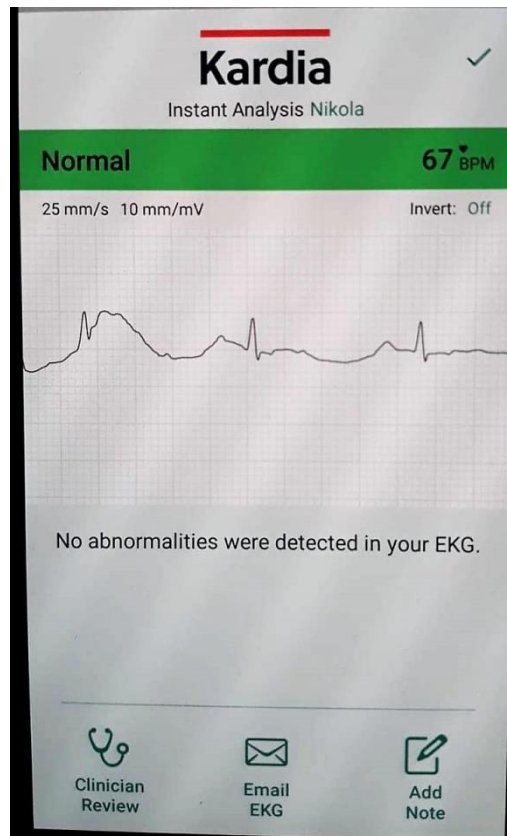 Kardia
Instant Analysis Nikola
Normal 67 BPM
25 mm/s 10 mm/mV Invert: Off
No abnormalities were detected in your EKG.
Clinician Review
Email EKG
Add Note